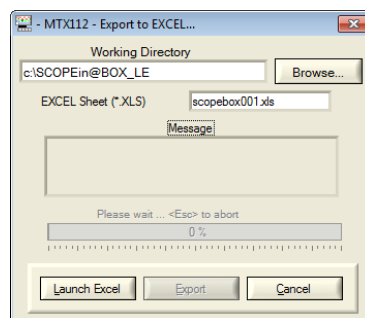 - MTX112 - Export to EXCEL...
Working Directory
c:\SCOPEin@BOX_LE
Browse...
EXCEL Sheet (*.XLS)
scopebox001.xls
Message
Please wait ... <Esc> to abort
0 %
Launch Excel
Export
Cancel